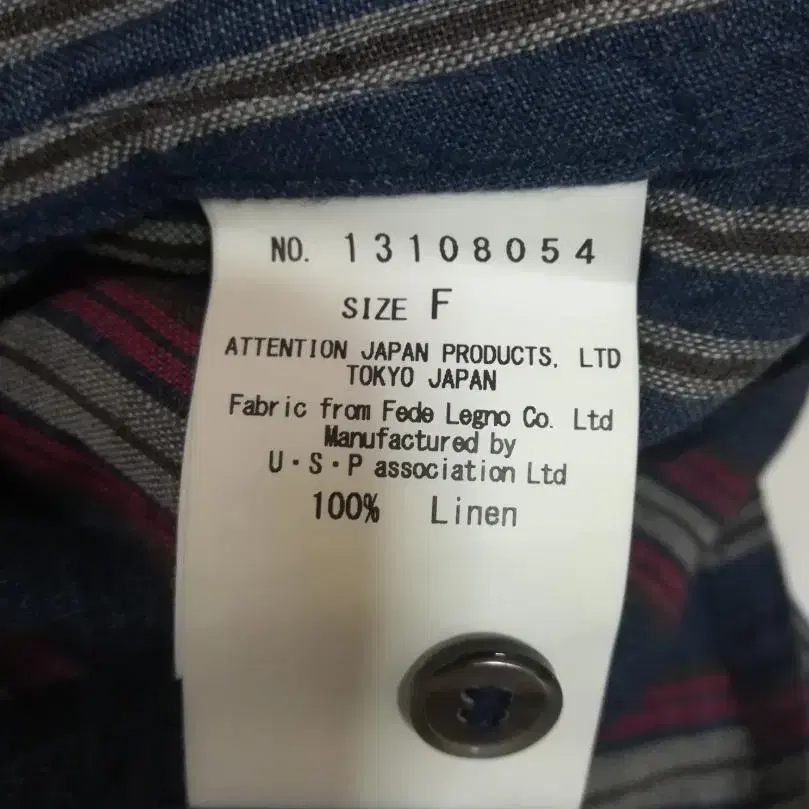 NO. 13108054
SIZE F
ATTENTION JAPAN PRODUCTS. LTD
TOKYO JAPAN
Fabric from Fede Legno Co. Ltd
Manufactured by
U・S・P association Ltd
100% Linen